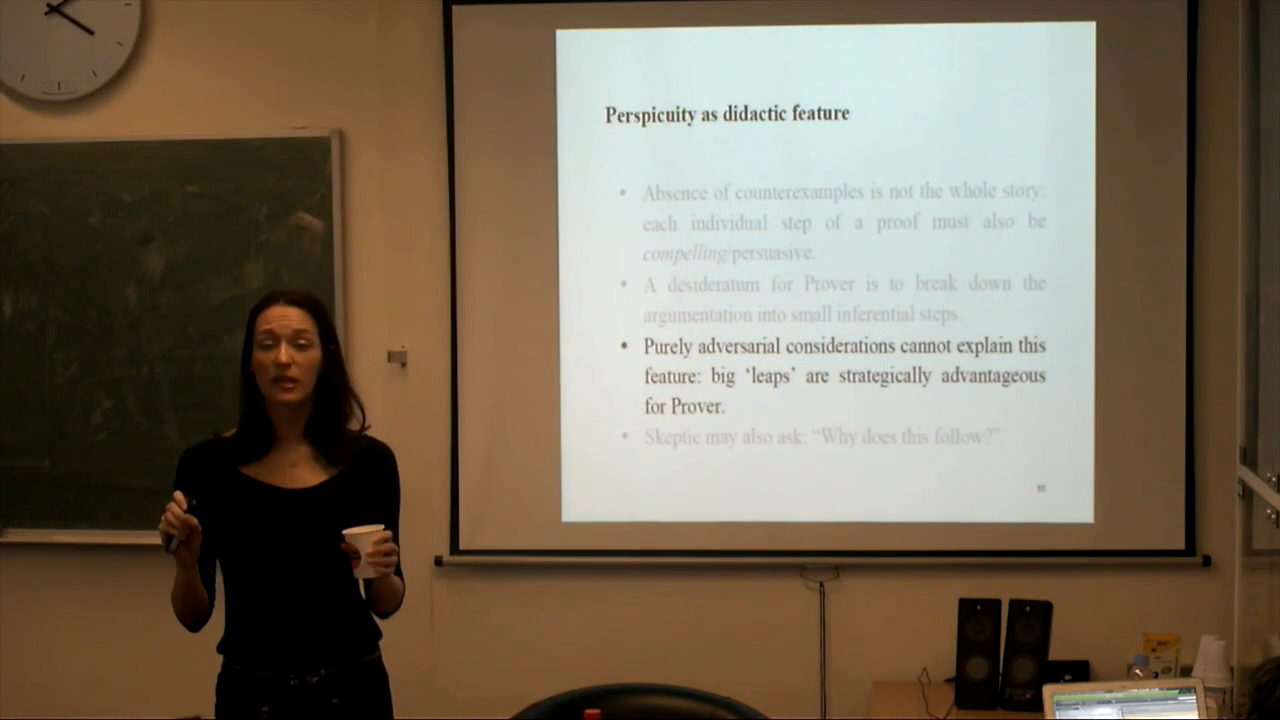 Perspicuity as didactic feature
• Absence of counterexamples is not the whole story:
each individual step of a proof must also be
compelling/persuasive.
• A desideratum for Prover is to break down the
argumentation into small inferential steps.
• Purely adversarial considerations cannot explain this
feature: big ‘leaps’ are strategically advantageous
for Prover.
• Skeptic may also ask: “Why does this follow?”